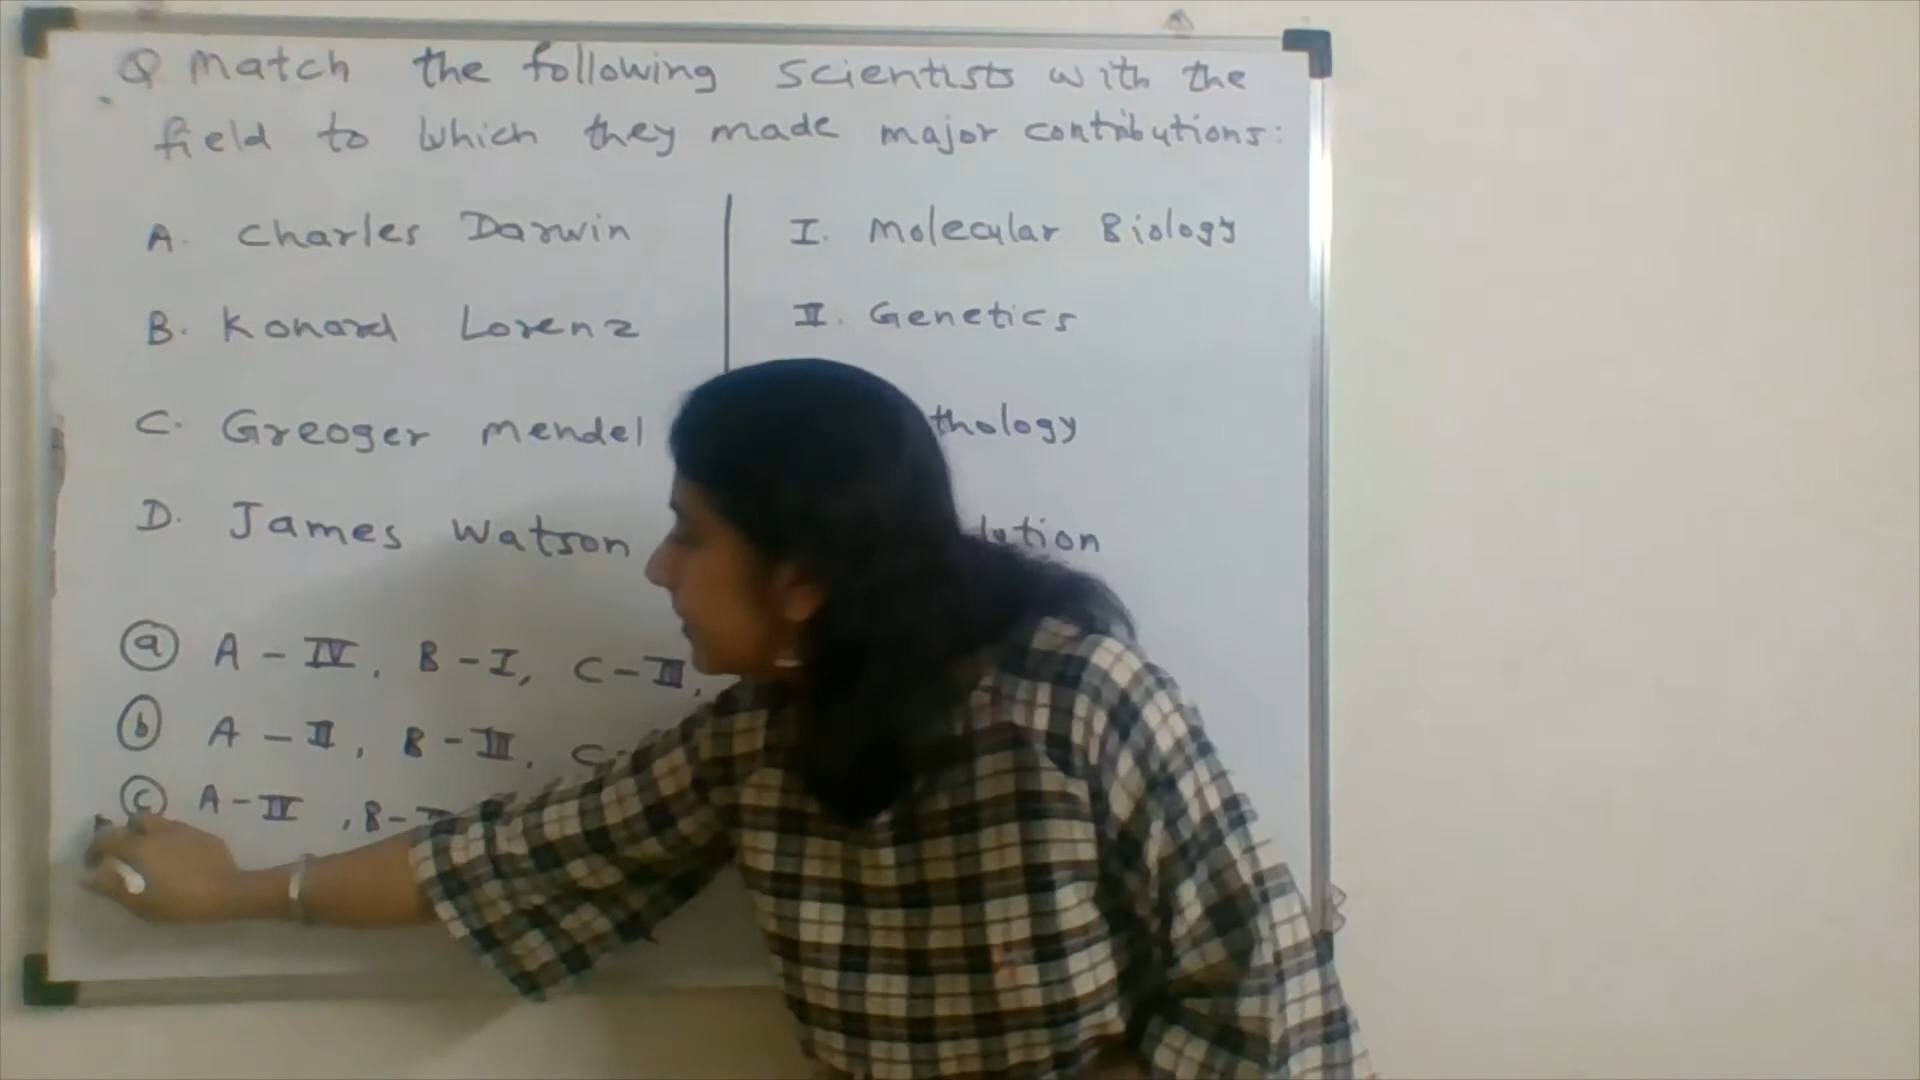 Q Match the following Scientists with the
field to which they made major contributions:
A. Charles Darwin
I. Molecular Biology
B. Konard Lorenz
II. Genetics
C. Greoger Mendel
thology
D. James Watson
lution
(a) A - IV, B - I, C - III,
(b) A - II, B - III, C-
(c) A - IV, B-